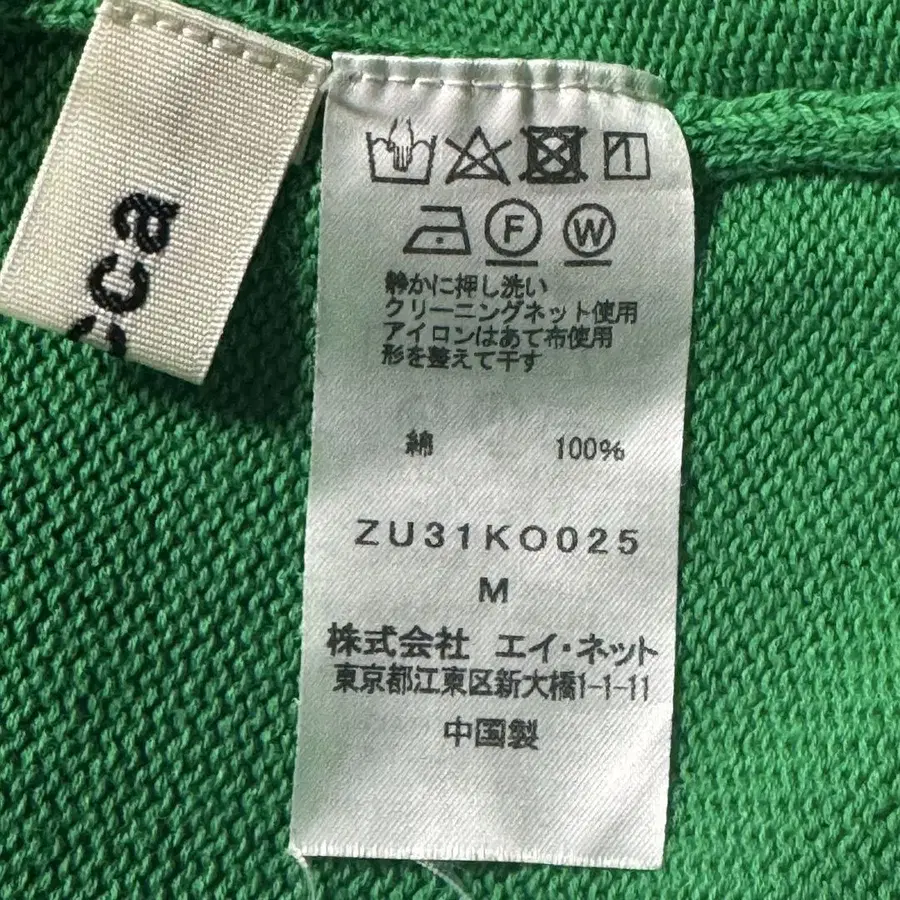 cca
F W
静かに押し洗い
クリーニングネット使用
アイロンはあて布使用
形を整えて干す
綿 100%
ZU31KO025
M
株式会社 エイ・ネット
東京都江東区新大橋1-1-11
中国製